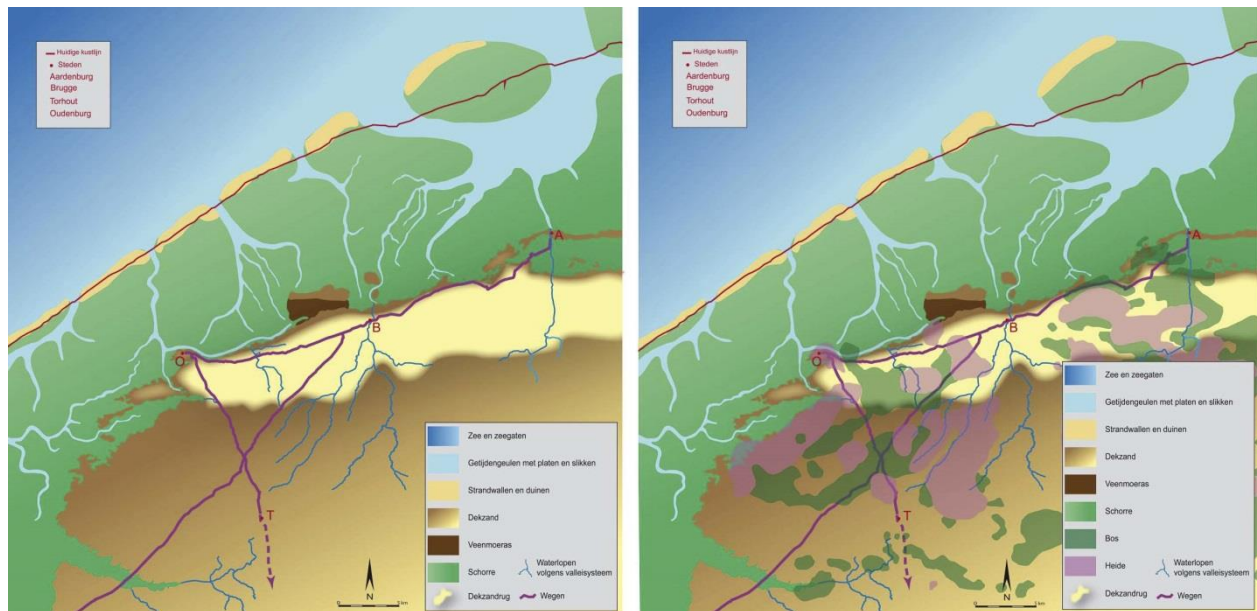 Huidige kustlijn
Steden
Aardenburg
Brugge
Torhout
Oudenburg
A
B
O
T
N
Zee en zeegaten
Getijdengeulen met platen en slikken
Strandwallen en duinen
Dekzand
Veenmoeras
Schorre
Waterlopen
volgens valleisysteem
Dekzandrug
Wegen
Huidige kustlijn
Steden
Aardenburg
Brugge
Torhout
Oudenburg
A
B
O
T
N
Zee en zeegaten
Getijdengeulen met platen en slikken
Strandwallen en duinen
Dekzand
Veenmoeras
Schorre
Bos
Heide
Waterlopen
volgens valleisysteem
Dekzandrug
Wegen